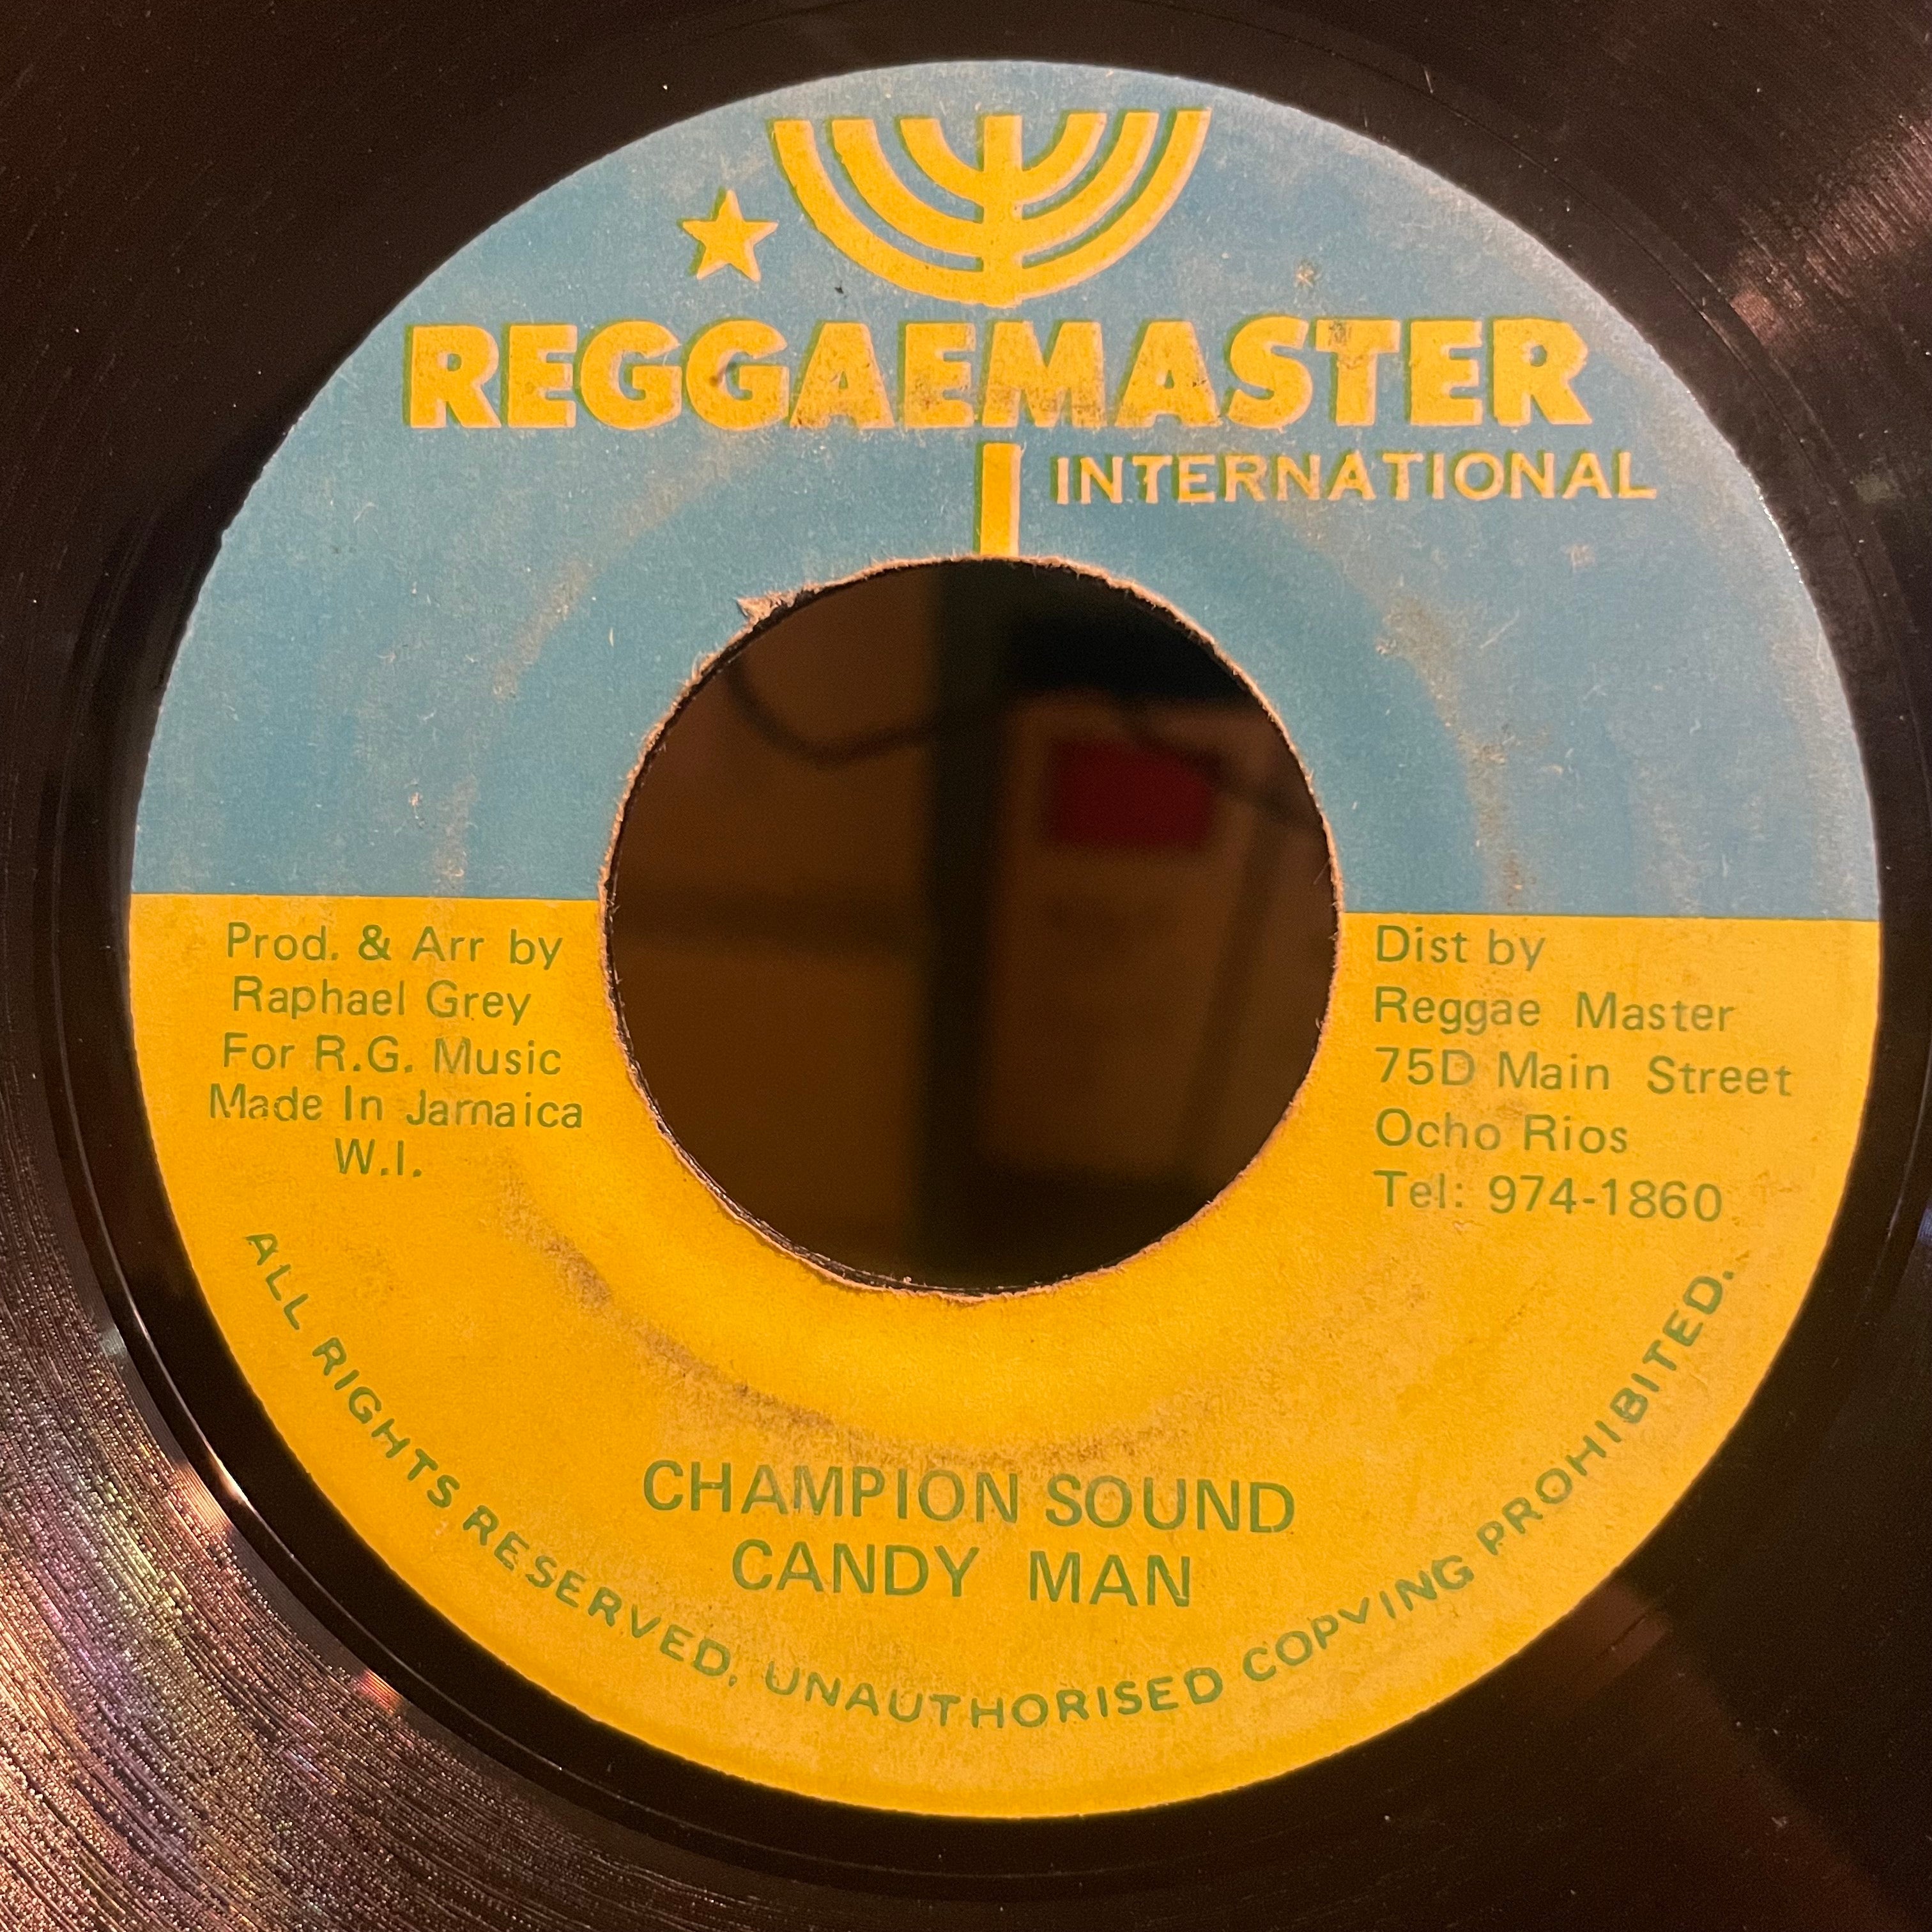 REGGAEMASTER
INTERNATIONAL
Prod. & Arr by
Raphael Grey
For R.G. Music
Made In Jamaica
W.I.
Dist by
Reggae Master
75D Main Street
Ocho Rios
Tel: 974-1860
CHAMPION SOUND
CANDY MAN
ALL RIGHTS RESERVED. UNAUTHORISED COPYING PROHIBITED.